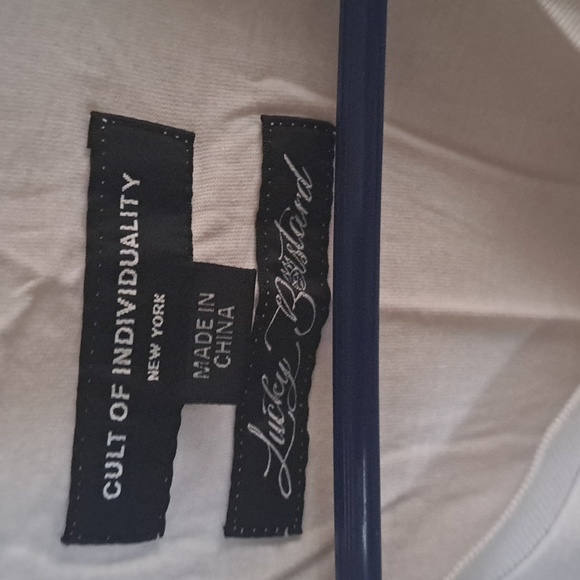 CULT OF INDIVIDUALITY
NEW YORK
MADE IN
CHINA
Lucky Bastard